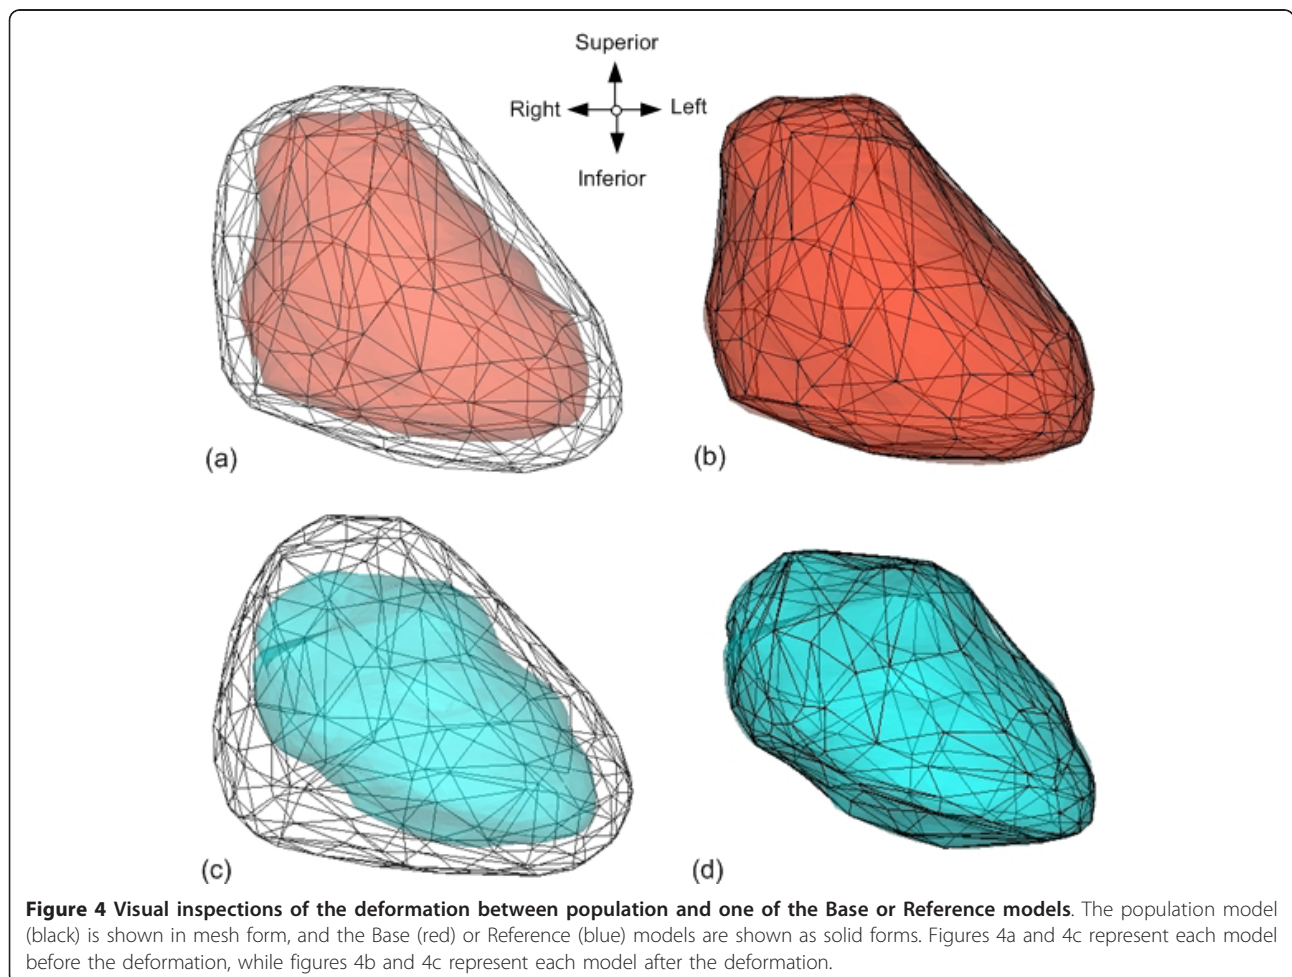 Superior
Right
Left
Inferior
(a)
(b)
(c)
(d)
Figure 4 Visual inspections of the deformation between population and one of the Base or Reference models. The population model
(black) is shown in mesh form, and the Base (red) or Reference (blue) models are shown as solid forms. Figures 4a and 4c represent each model
before the deformation, while figures 4b and 4c represent each model after the deformation.